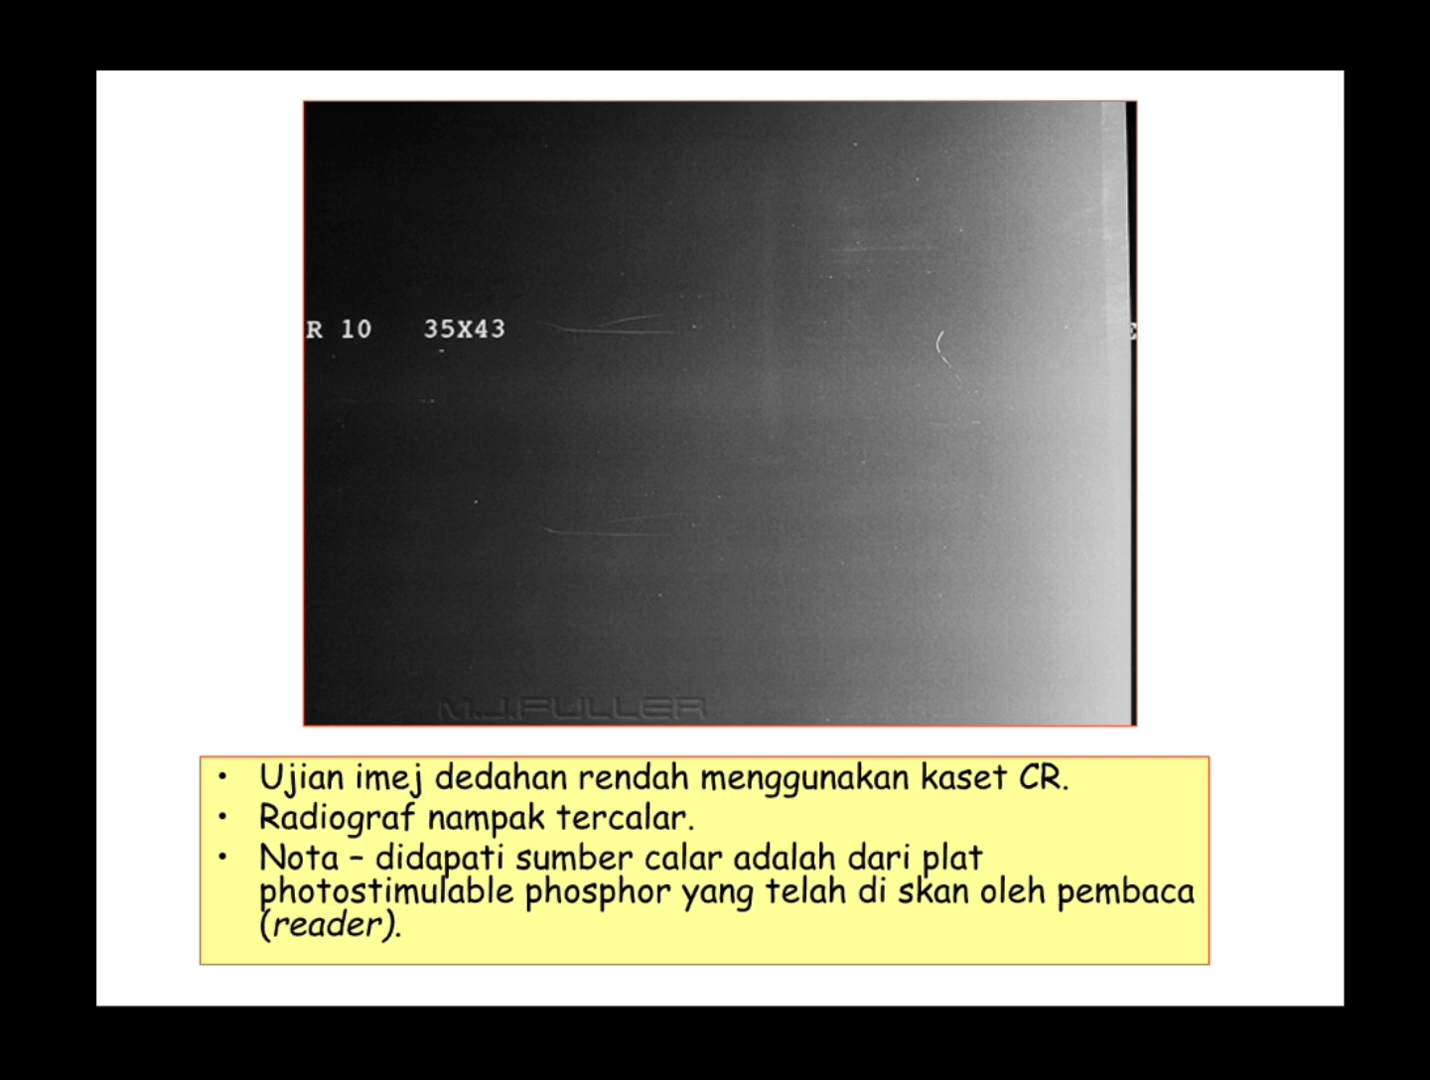 R 10 35X43
M.J.FULLER
• Ujian imej dedahan rendah menggunakan kaset CR.
• Radiograf nampak tercalar.
• Nota – didapati sumber calar adalah dari plat
photostimulable phosphor yang telah di skan oleh pembaca
(reader).